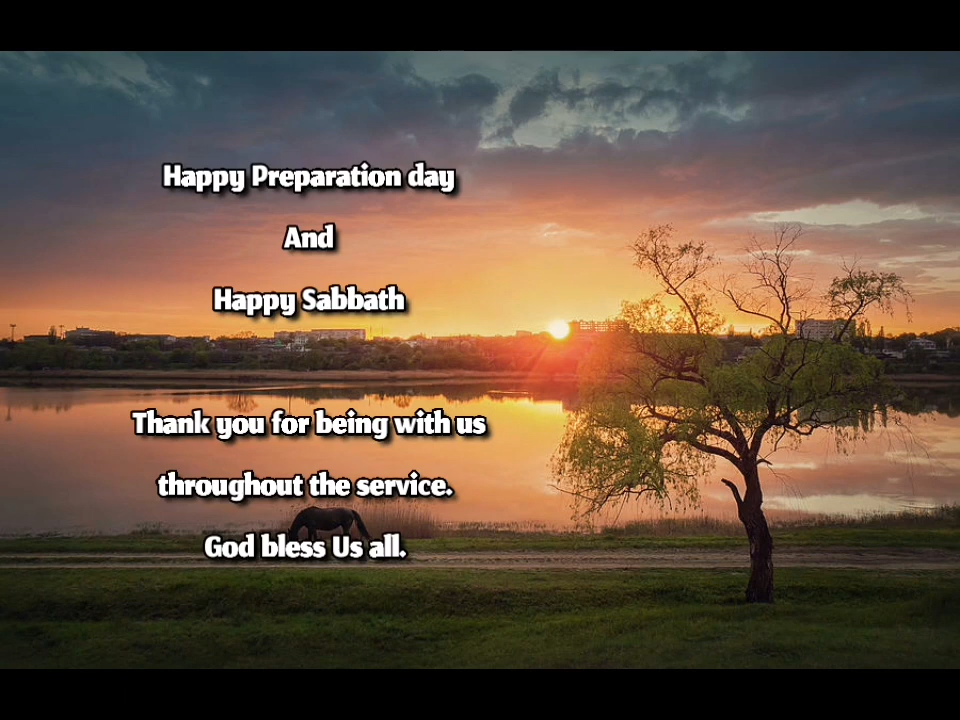 Happy Preparation day
And
Happy Sabbath
Thank you for being with us
throughout the service.
God bless Us all.